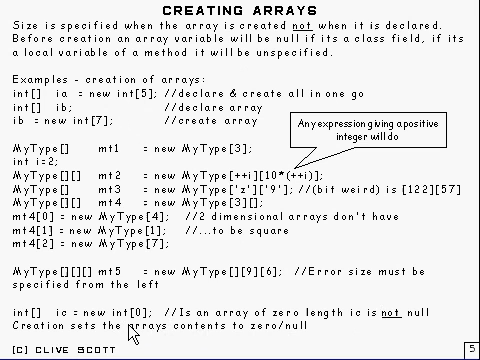 CREATING ARRAYS
Size is specified when the array is created not when it is declared.
Before creation an array variable will be null if its a class field, if its
a local variable of a method it will be unspecified.
Examples - creation of arrays:
int[]  ia  = new int[5]; //declare & create all in one go
int[]  ib;  //declare array
ib  = new int[7];  //create array
Any expression giving a positive
integer will do
MyType[]  mt1  = new MyType[3];
int i=2;
MyType[][]  mt2  = new MyType[++i][10*(++i)];
MyType[]  mt3  = new MyType['z']['9']; //(bit weird) is [122][57]
MyType[][]  mt4  = new MyType[3][];
mt4[0] = new MyType[4];  //2 dimensional arrays don't have
mt4[1] = new MyType[1];  //...to be square
mt4[2] = new MyType[7];
MyType[][][] mt5  = new MyType[][9][6];  //Error size must be
specified from the left
int[]  ic = new int[0];  //Is an array of zero length ic is not null
Creation sets the arrays contents to zero/null
(C) CLIVE SCOTT
5